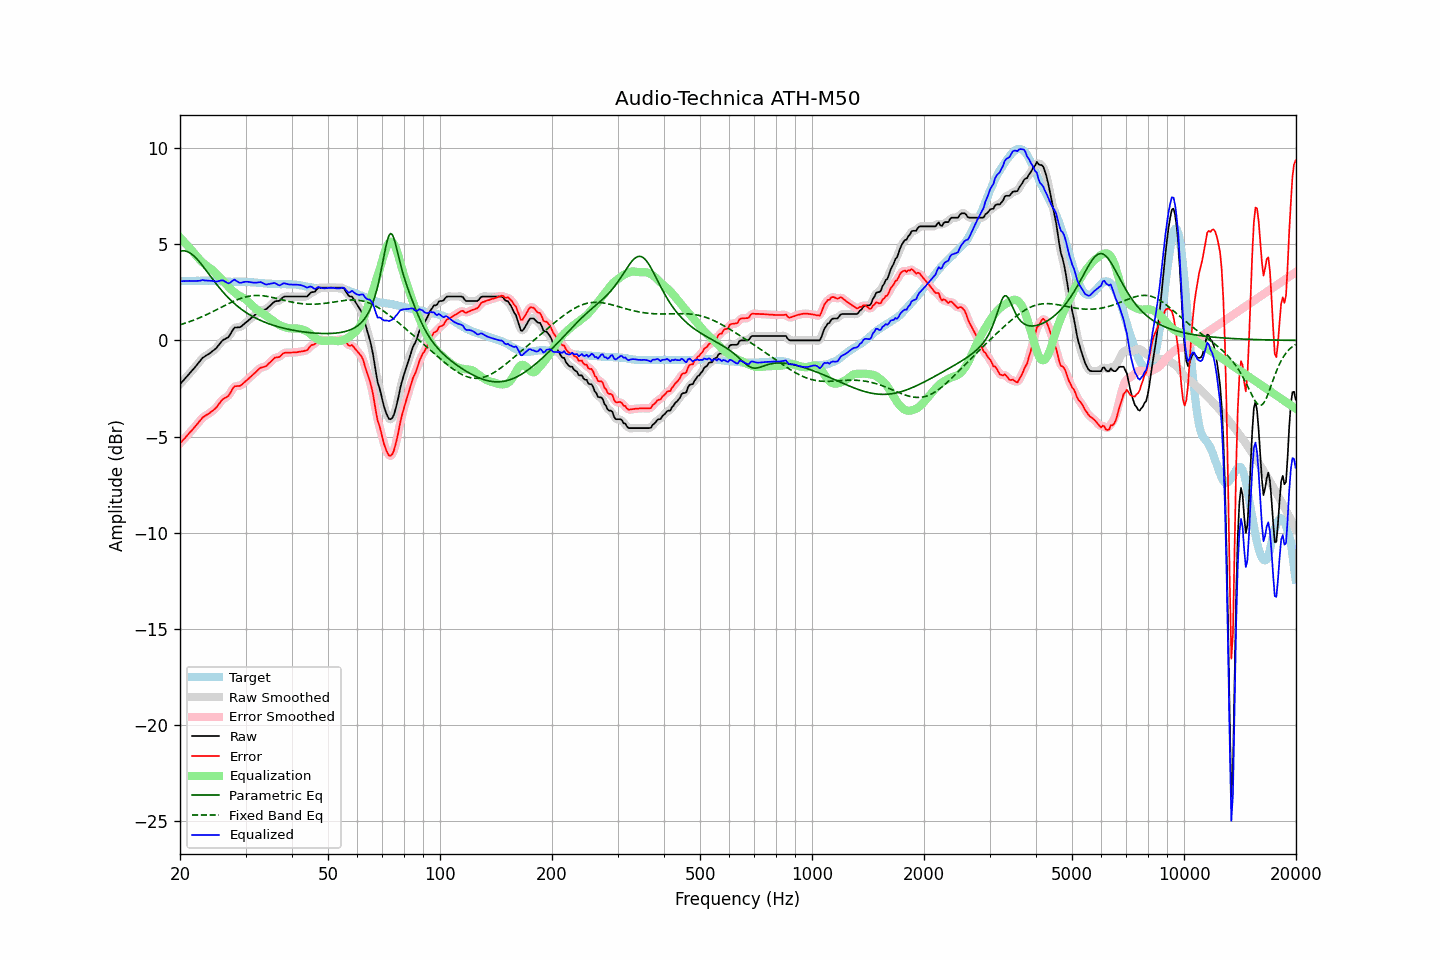 Audio-Technica ATH-M50
10
5
0
−5
−10
−15
−20
−25
Amplitude (dBr)
Target
Raw Smoothed
Error Smoothed
Raw
Error
Equalization
Parametric Eq
Fixed Band Eq
Equalized
20 50 100 200 500 1000 2000 5000 10000 20000
Frequency (Hz)